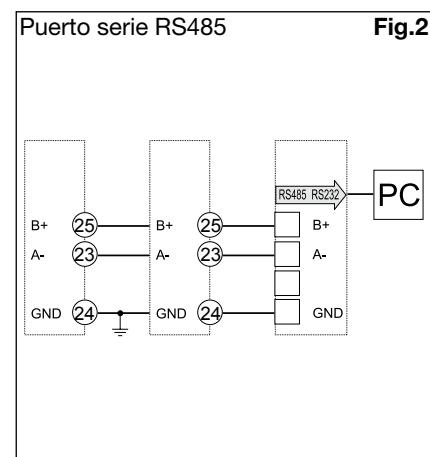 Puerto serie RS485 Fig.2
RS485 RS232 PC
B+ 25 B+ 25 B+
A- 23 A- 23 A-
GND 24 GND 24 GND